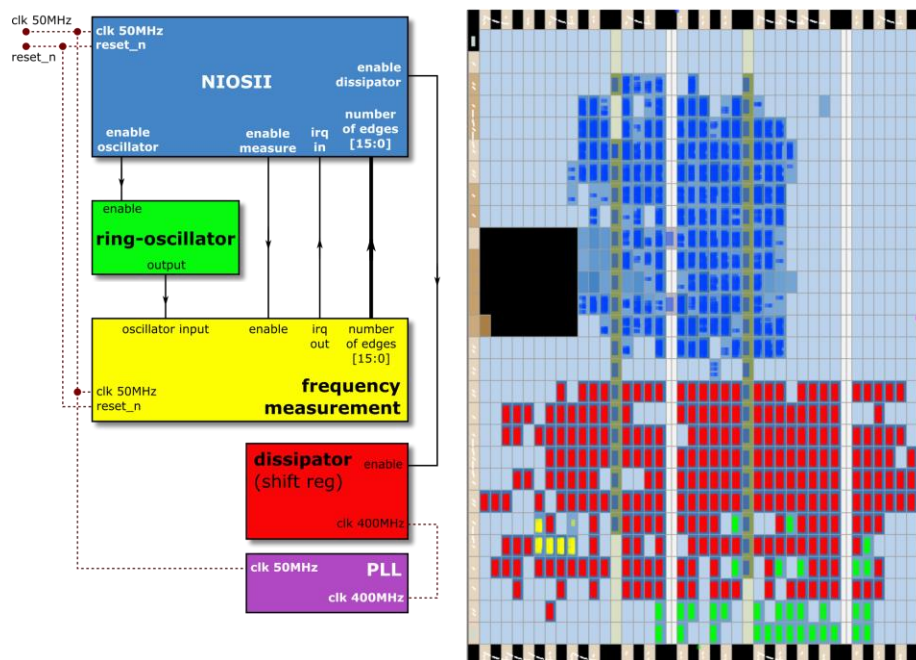 clk 50MHz
reset_n
clk 50MHz
reset_n
NIOSII
enable
dissipator
enable
oscillator
enable
measure
irq
in
number
of edges
[15:0]
enable
ring-oscillator
output
oscillator input
enable
irq
out
number
of edges
[15:0]
clk 50MHz
reset_n
frequency
measurement
dissipator
(shift reg)
enable
clk 400MHz
clk 50MHz
PLL
clk 400MHz